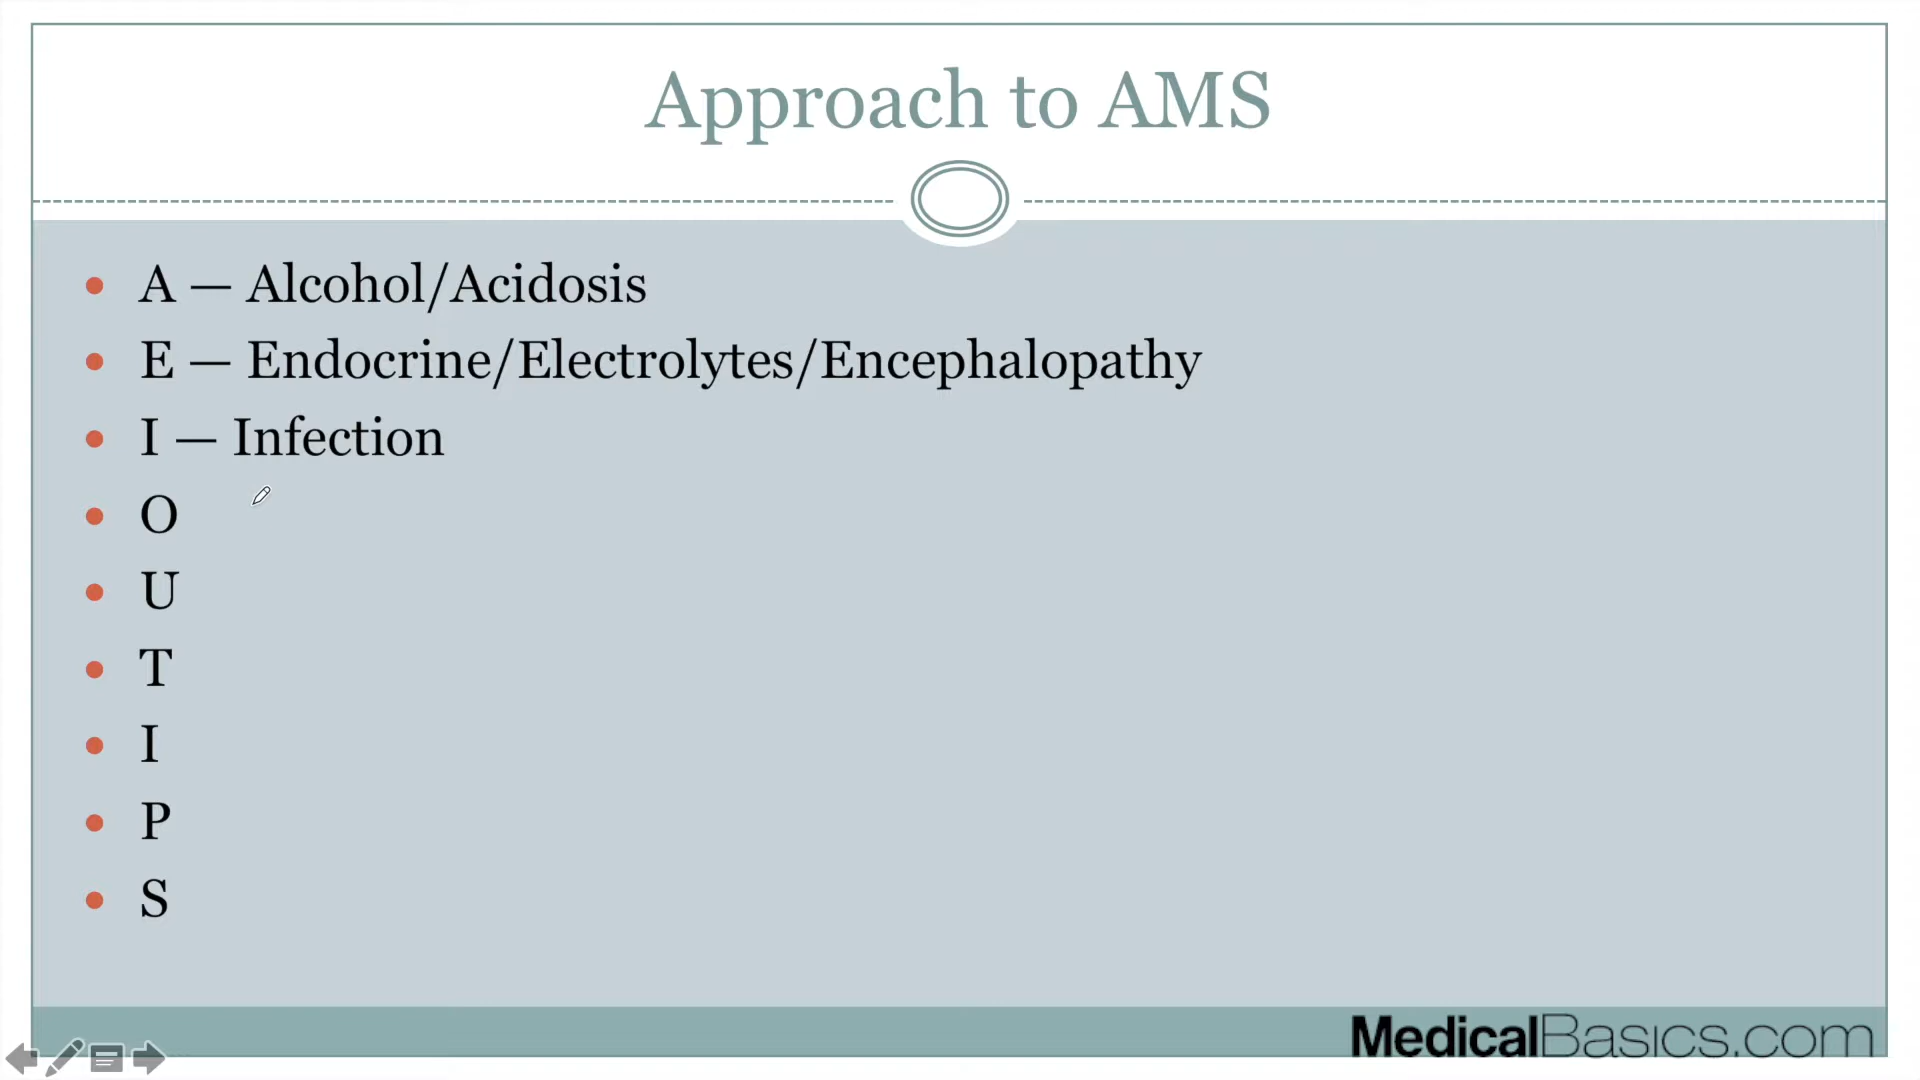 Approach to AMS
A — Alcohol/Acidosis
E — Endocrine/Electrolytes/Encephalopathy
I — Infection
O
U
T
I
P
S
MedicalBasics.com